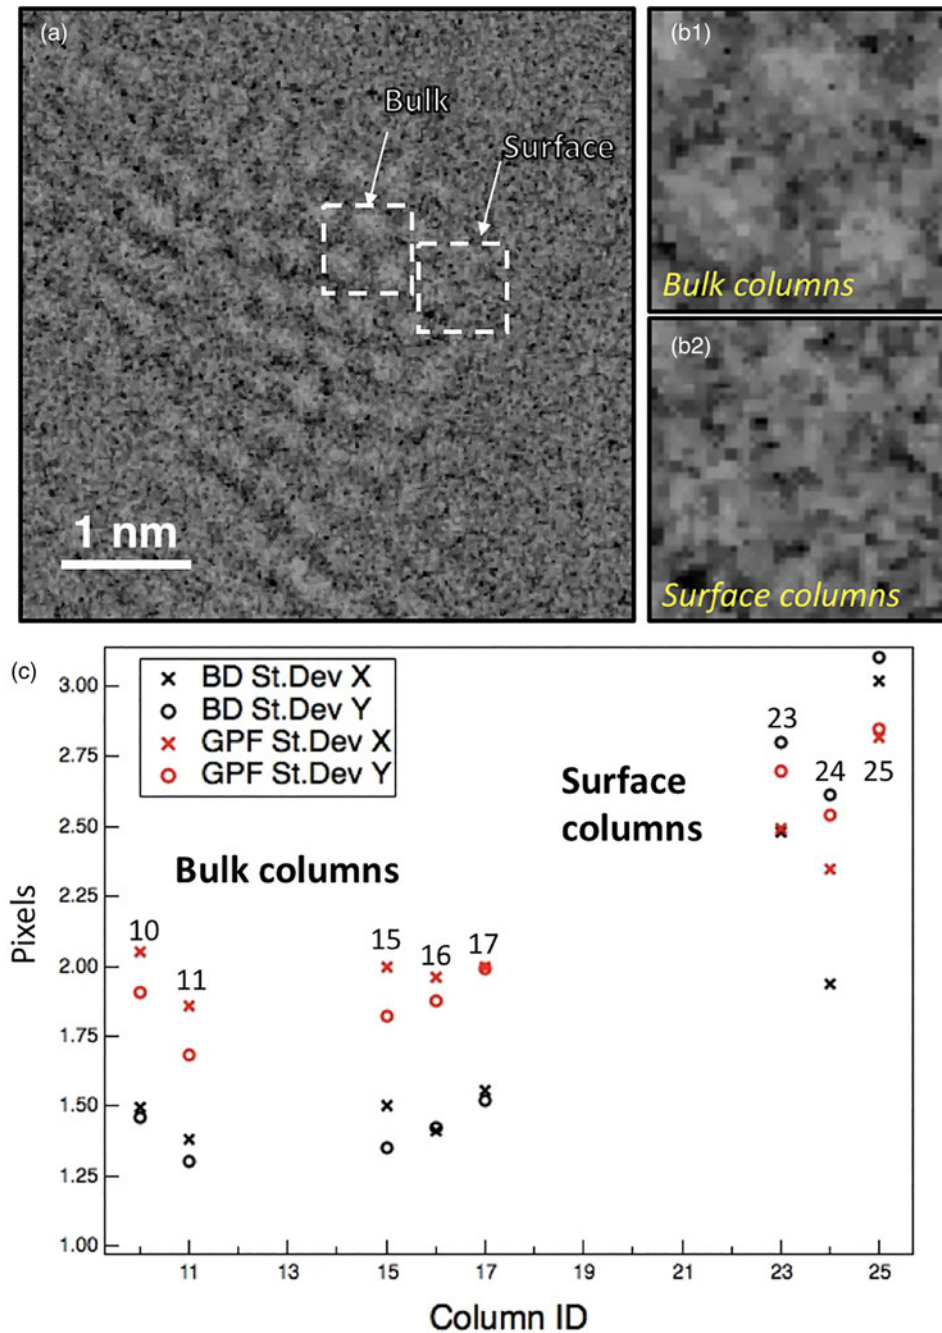 (a)
Bulk
Surface
1 nm
(b1)
Bulk columns
(b2)
Surface columns
(c)
BD St.Dev X
BD St.Dev Y
GPF St.Dev X
GPF St.Dev Y
Bulk columns
Surface
columns
10
11
15
16
17
23
24
25
Pixels
3.00
2.75
2.50
2.25
2.00
1.75
1.50
1.25
1.00
11
13
15
17
19
21
23
25
Column ID